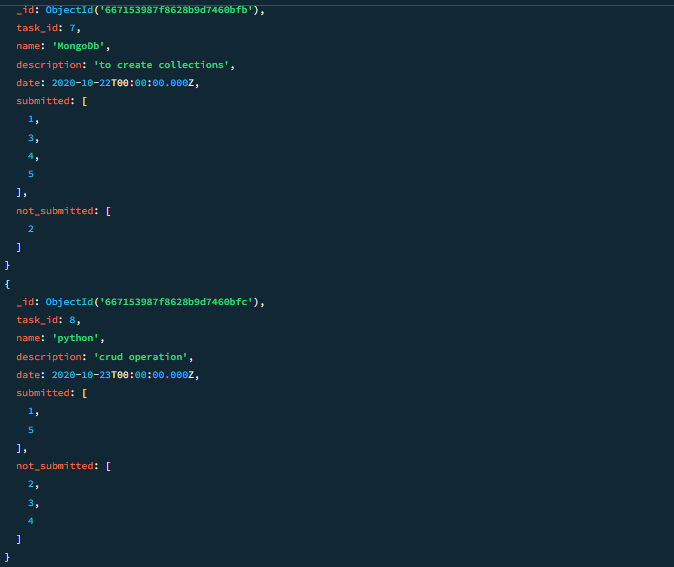 _id: ObjectId('667153987f8628b9d7460bfb'),
task_id: 7,
name: 'MongoDb',
description: 'to create collections',
date: 2020-10-22T00:00:00.000Z,
submitted: [
1,
3,
4,
5
],
not_submitted: [
2
]
}
{
_id: ObjectId('667153987f8628b9d7460bfc'),
task_id: 8,
name: 'python',
description: 'crud operation',
date: 2020-10-23T00:00:00.000Z,
submitted: [
1,
5
],
not_submitted: [
2,
3,
4
]
}